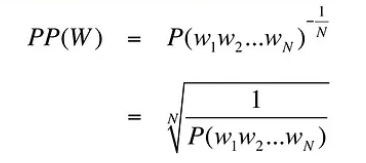 PP(W) = P(w₁w₂...w_N)^(-1/N)
= ᴺ√(1/P(w₁w₂...w_N))